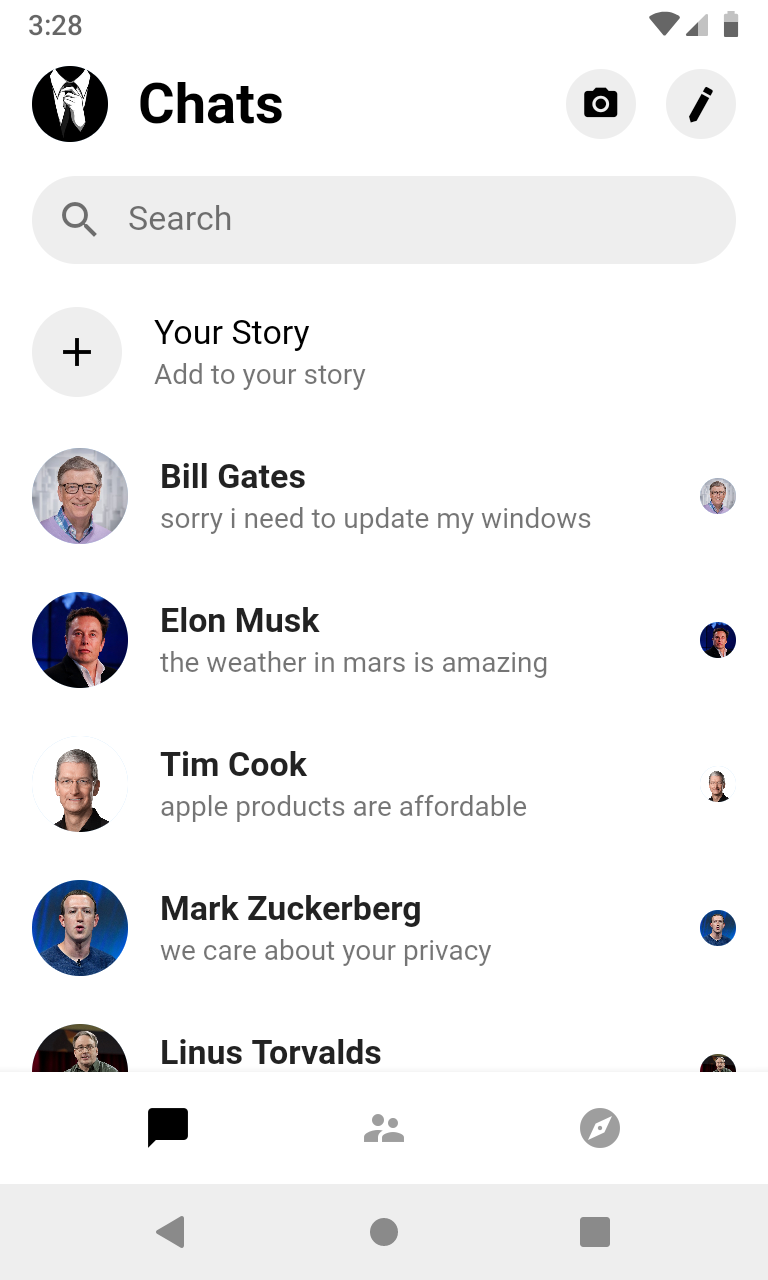 3:28
Chats
Search
Your Story
Add to your story
Bill Gates
sorry i need to update my windows
Elon Musk
the weather in mars is amazing
Tim Cook
apple products are affordable
Mark Zuckerberg
we care about your privacy
Linus Torvalds